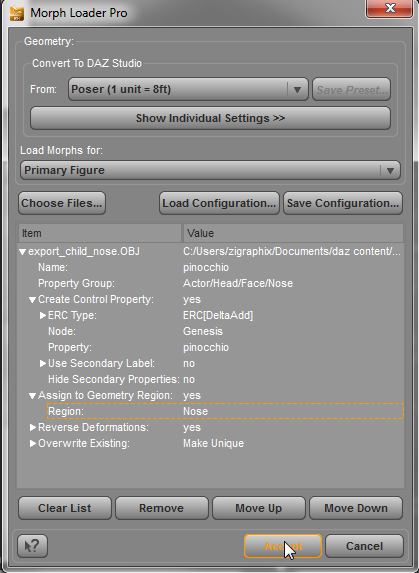 Morph Loader Pro
Geometry:
Convert To DAZ Studio
From: Poser (1 unit = 8ft) Save Preset...
Show Individual Settings >>
Load Morphs for:
Primary Figure
Choose Files... Load Configuration... Save Configuration...
Item Value
export_child_nose.OBJ C:/Users/zigraphix/Documents/daz content/...
Name: pinocchio
Property Group: Actor/Head/Face/Nose
Create Control Property: yes
ERC Type: ERC[DeltaAdd]
Node: Genesis
Property: pinocchio
Use Secondary Label: no
Hide Secondary Properties: no
Assign to Geometry Region: yes
Region: Nose
Reverse Deformations: yes
Overwrite Existing: Make Unique
Clear List Remove Move Up Move Down
Accept Cancel